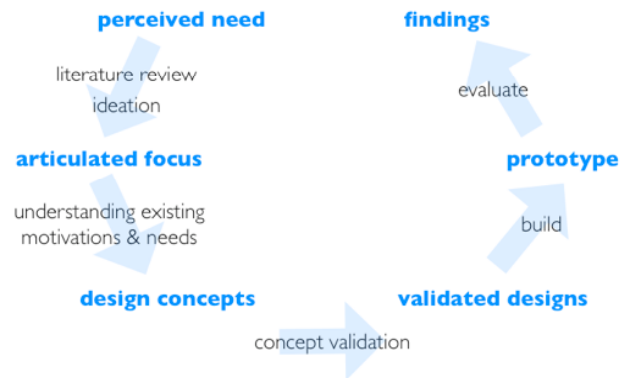 perceived need
literature review
ideation
articulated focus
understanding existing
motivations & needs
design concepts
concept validation
validated designs
build
prototype
evaluate
findings